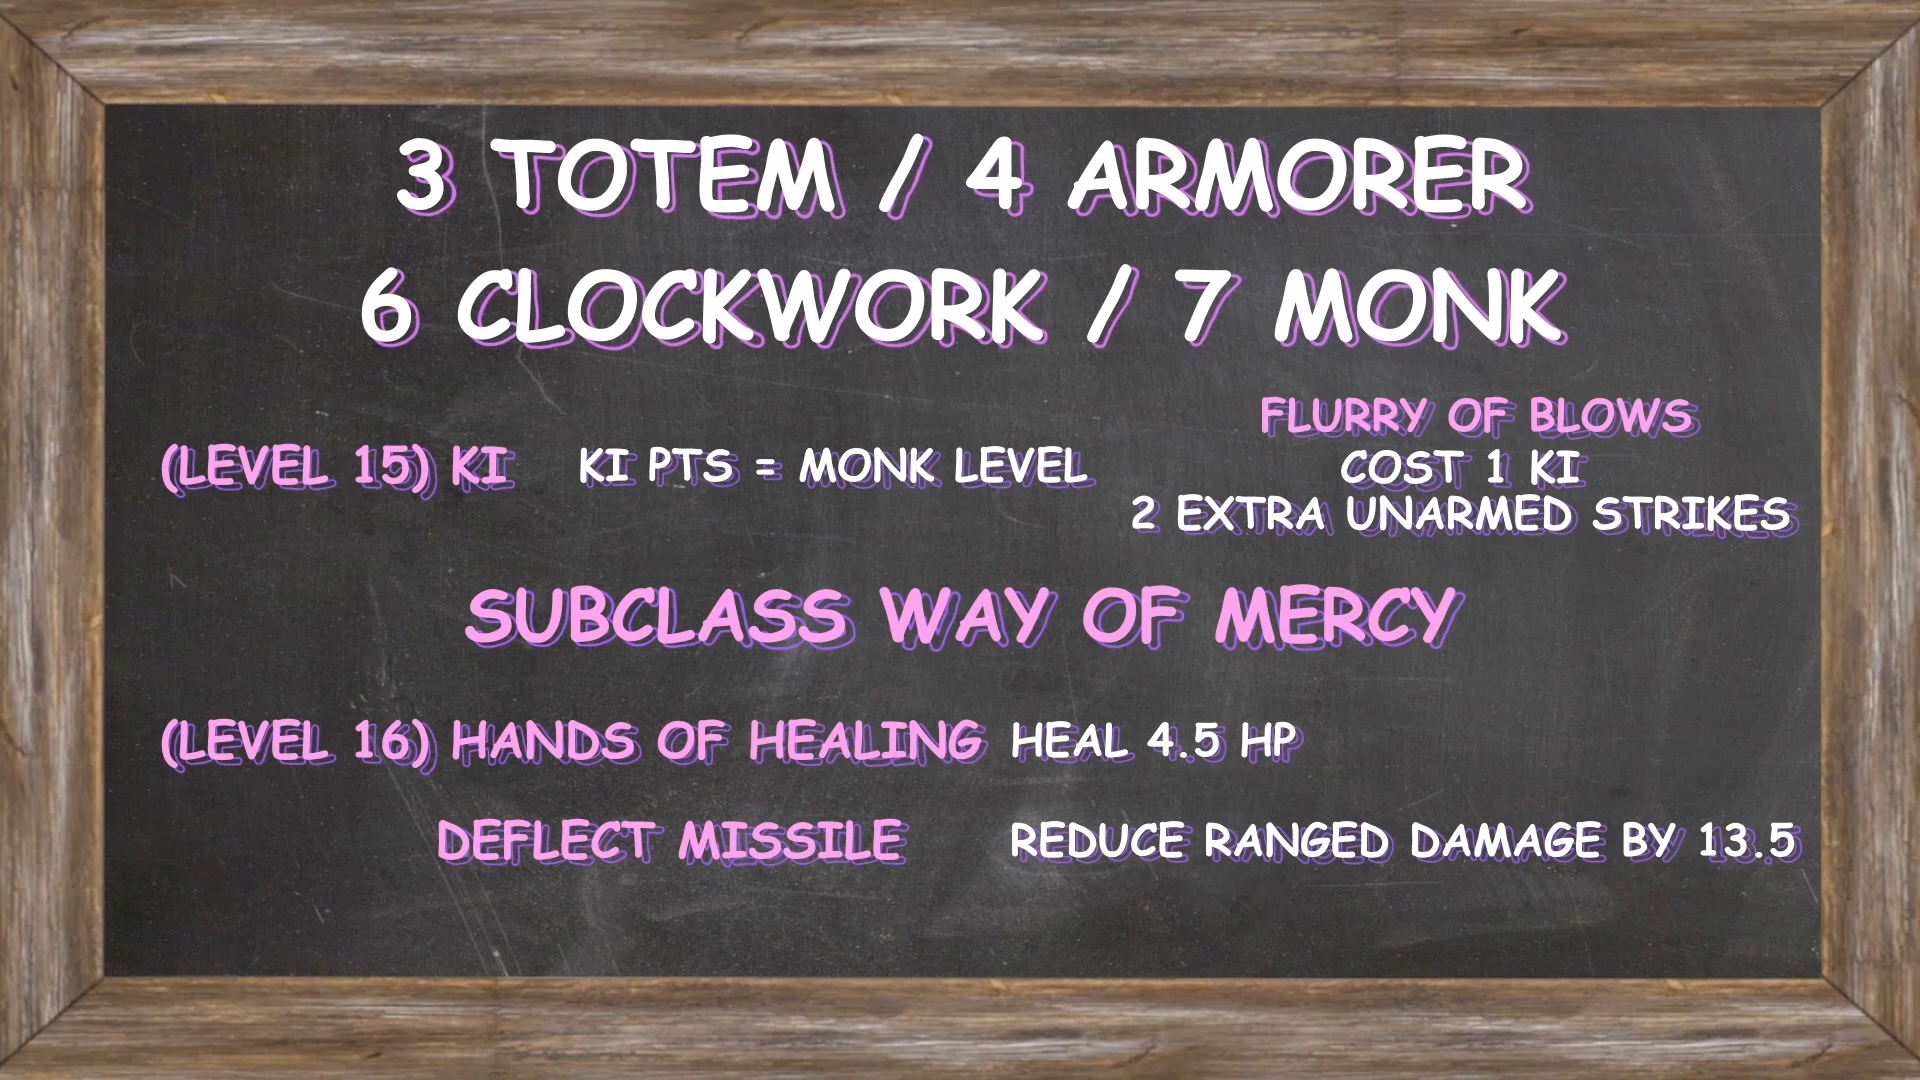 3 TOTEM / 4 ARMORER
6 CLOCKWORK / 7 MONK
(LEVEL 15) KI KI PTS = MONK LEVEL
FLURRY OF BLOWS
COST 1 KI
2 EXTRA UNARMED STRIKES
SUBCLASS WAY OF MERCY
(LEVEL 16) HANDS OF HEALING HEAL 4.5 HP
DEFLECT MISSILE REDUCE RANGED DAMAGE BY 13.5